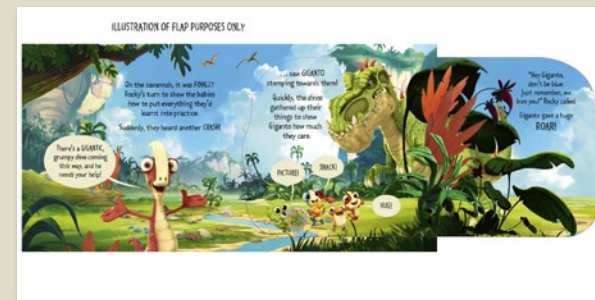 ILLUSTRATION OF FLAP PURPOSES ONLY
On the savannah, it was FINALLY
Rocky's turn to show the babies
how to put everything they'd
learnt into practice.
Suddenly, they heard another CRASH!
There's a GIGANTIC,
grumpy dino coming
this way, and he
needs your help!
... saw GIGANTO
stomping towards them!
Quickly, the dinos
gathered up their
things to show
Giganto how much
they care.
PICTURE!
SNACK!
HUG!
"Hey Giganto,
don't be blue.
Just remember, we
love you!" Rocky called.
Giganto gave a huge
ROAR!